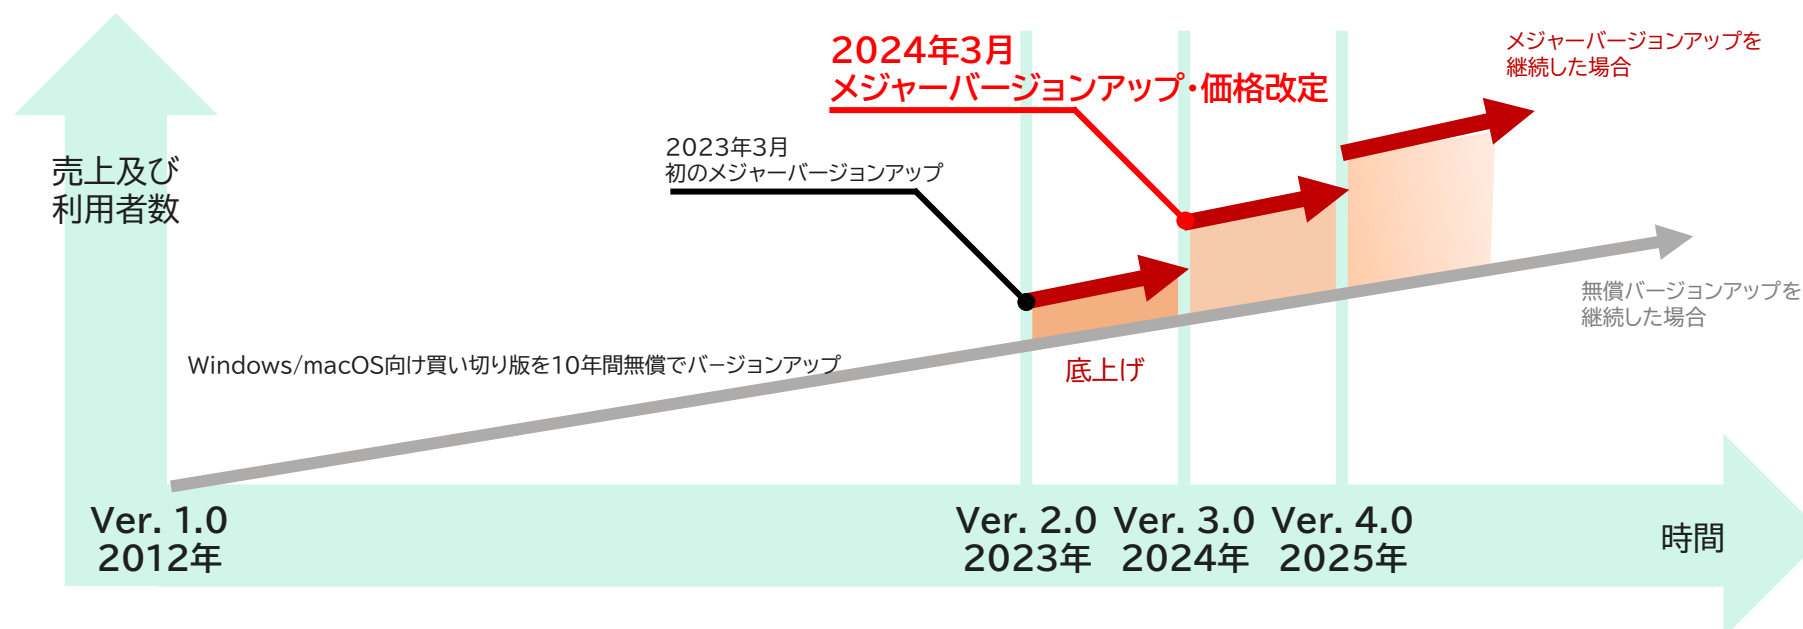 売上及び
利用者数
2024年3月
メジャーバージョンアップ・価格改定
2023年3月
初のメジャーバージョンアップ
メジャーバージョンアップを
継続した場合
無償バージョンアップを
継続した場合
Windows/macOS向け買い切り版を10年間無償でバージョンアップ
底上げ
Ver. 1.0
2012年
Ver. 2.0
2023年
Ver. 3.0
2024年
Ver. 4.0
2025年
時間